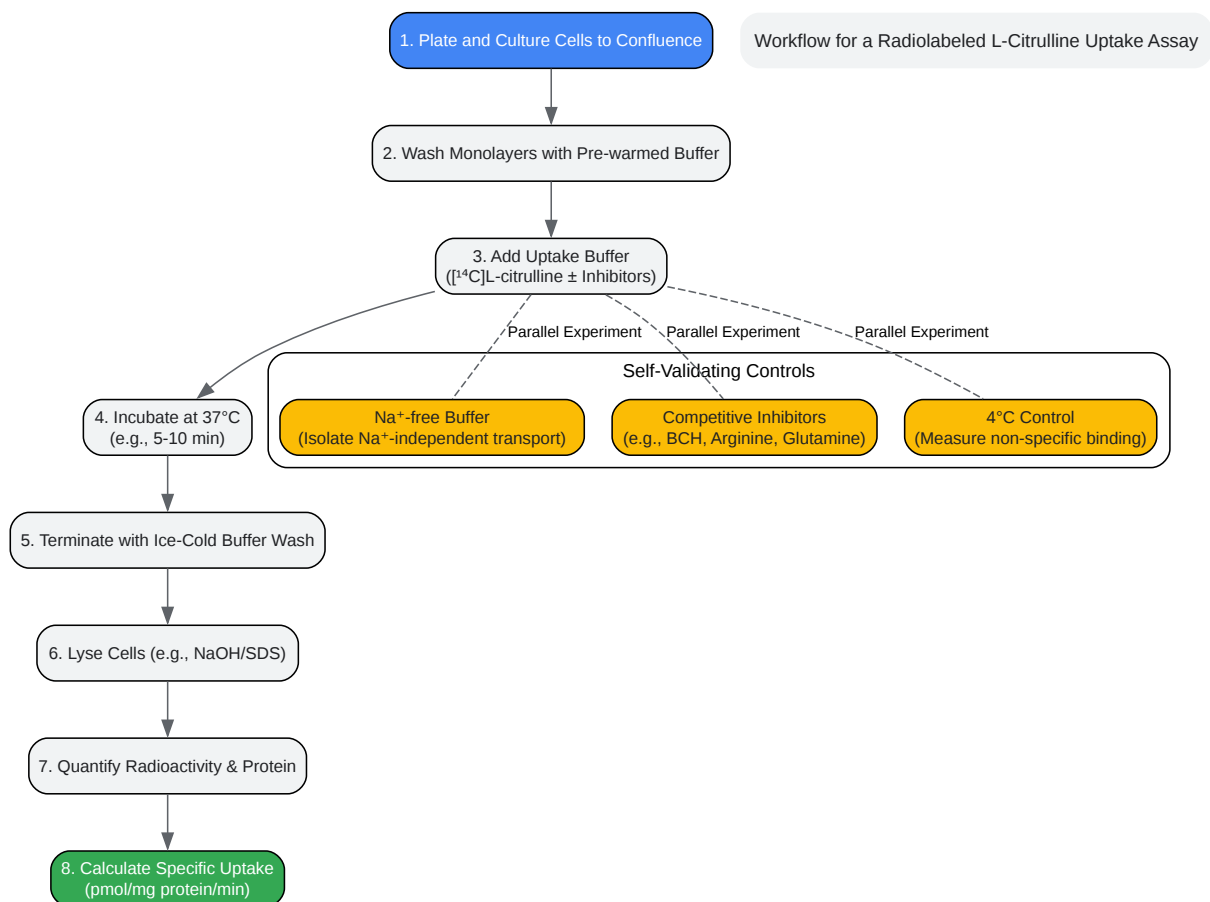 1. Plate and Culture Cells to Confluence
Workflow for a Radiolabeled L-Citrulline Uptake Assay
2. Wash Monolayers with Pre-warmed Buffer
3. Add Uptake Buffer
([¹⁴C]L-citrulline ± Inhibitors)
Parallel Experiment
Parallel Experiment
Parallel Experiment
Self-Validating Controls
4. Incubate at 37°C
(e.g., 5-10 min)
Na⁺-free Buffer
(Isolate Na⁺-independent transport)
Competitive Inhibitors
(e.g., BCH, Arginine, Glutamine)
4°C Control
(Measure non-specific binding)
5. Terminate with Ice-Cold Buffer Wash
6. Lyse Cells (e.g., NaOH/SDS)
7. Quantify Radioactivity & Protein
8. Calculate Specific Uptake
(pmol/mg protein/min)